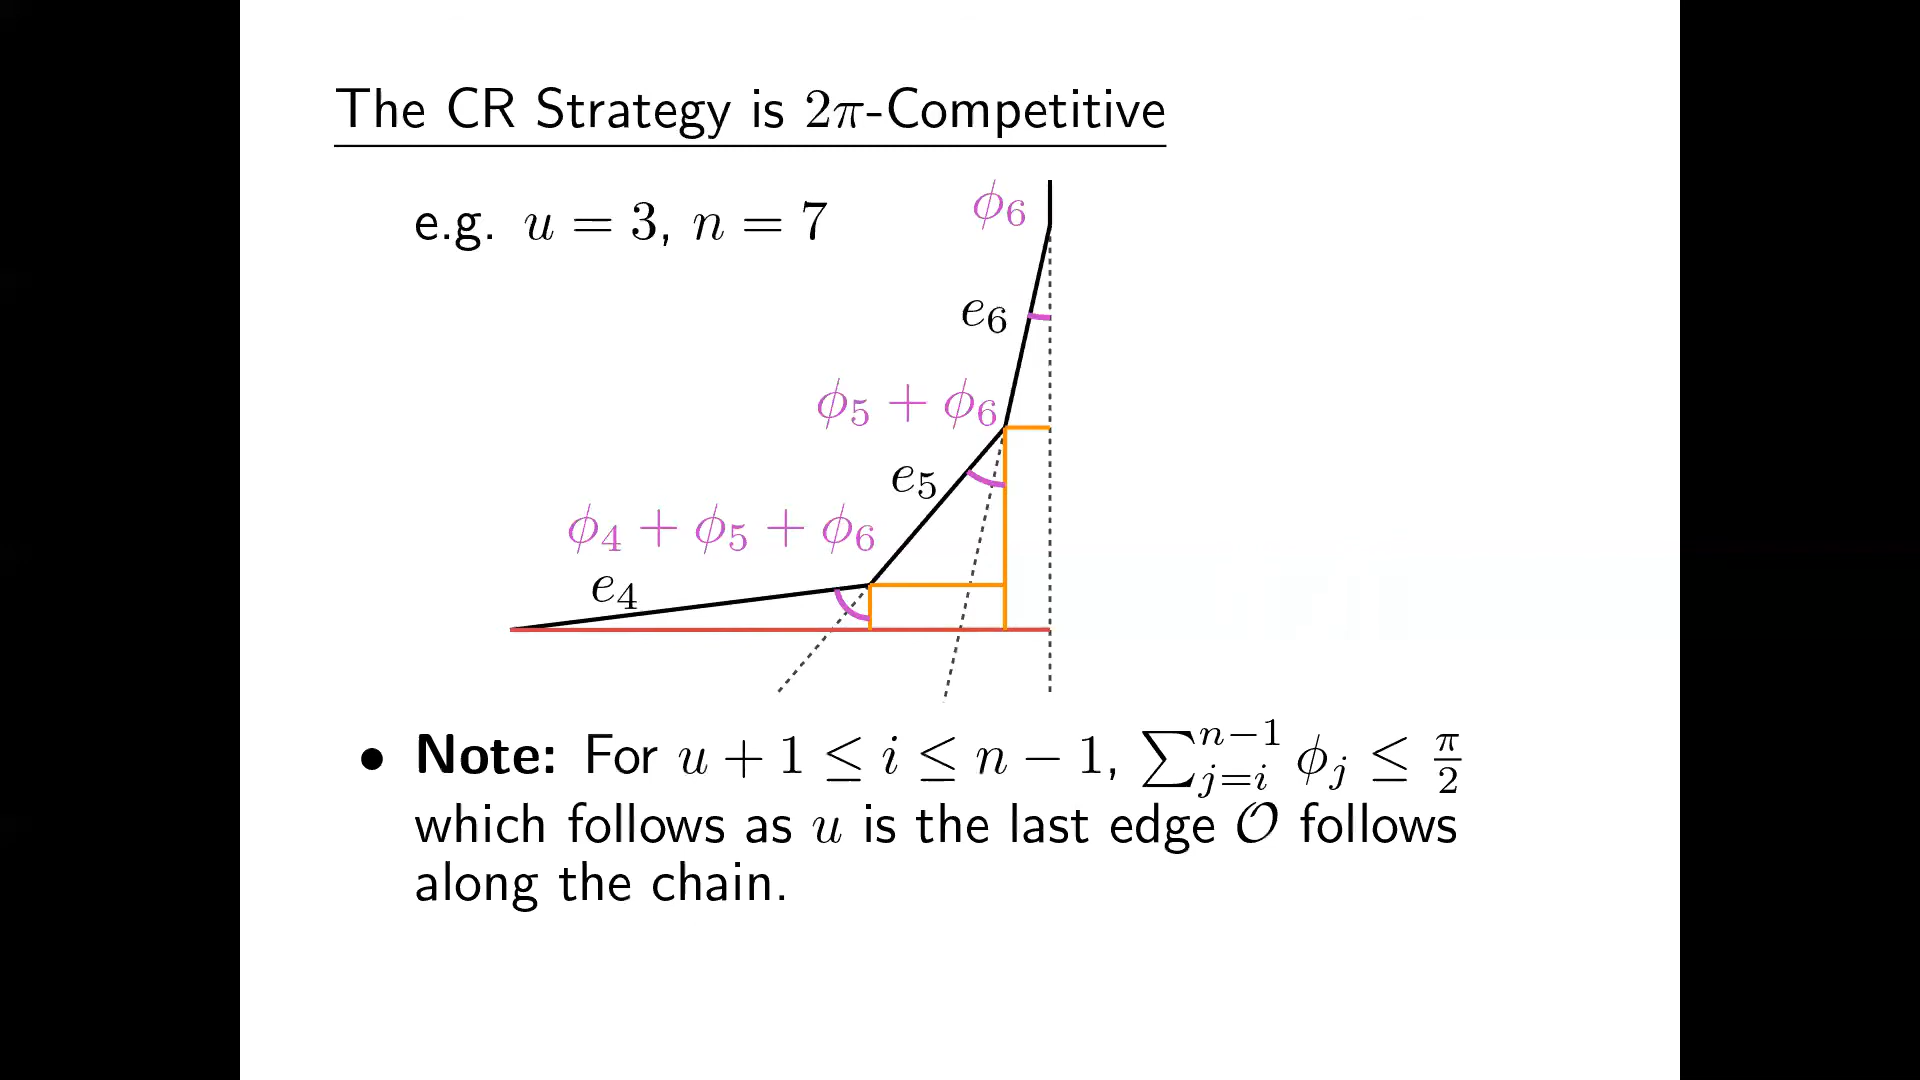 The CR Strategy is 2π-Competitive
e.g. u = 3, n = 7
ϕ₆
e₆
ϕ₅ + ϕ₆
e₅
ϕ₄ + ϕ₅ + ϕ₆
e₄
• Note: For u + 1 ≤ i ≤ n − 1, ∑_{j=i}^{n−1} ϕ_j ≤ π/2
which follows as u is the last edge 𝒪 follows
along the chain.